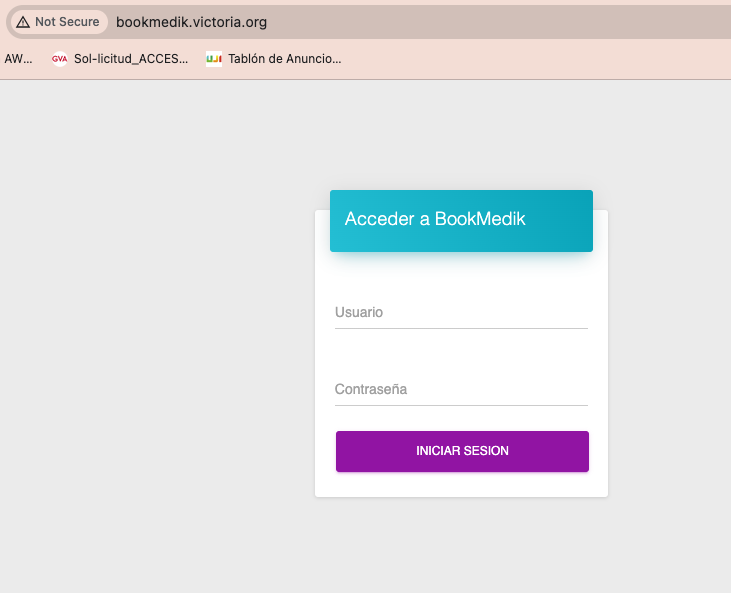 Not Secure bookmedik.victoria.org
AW... GVA Sol-licitud_ACCES... UJI Tablón de Anuncio...
Acceder a BookMedik
Usuario
Contraseña
INICIAR SESION